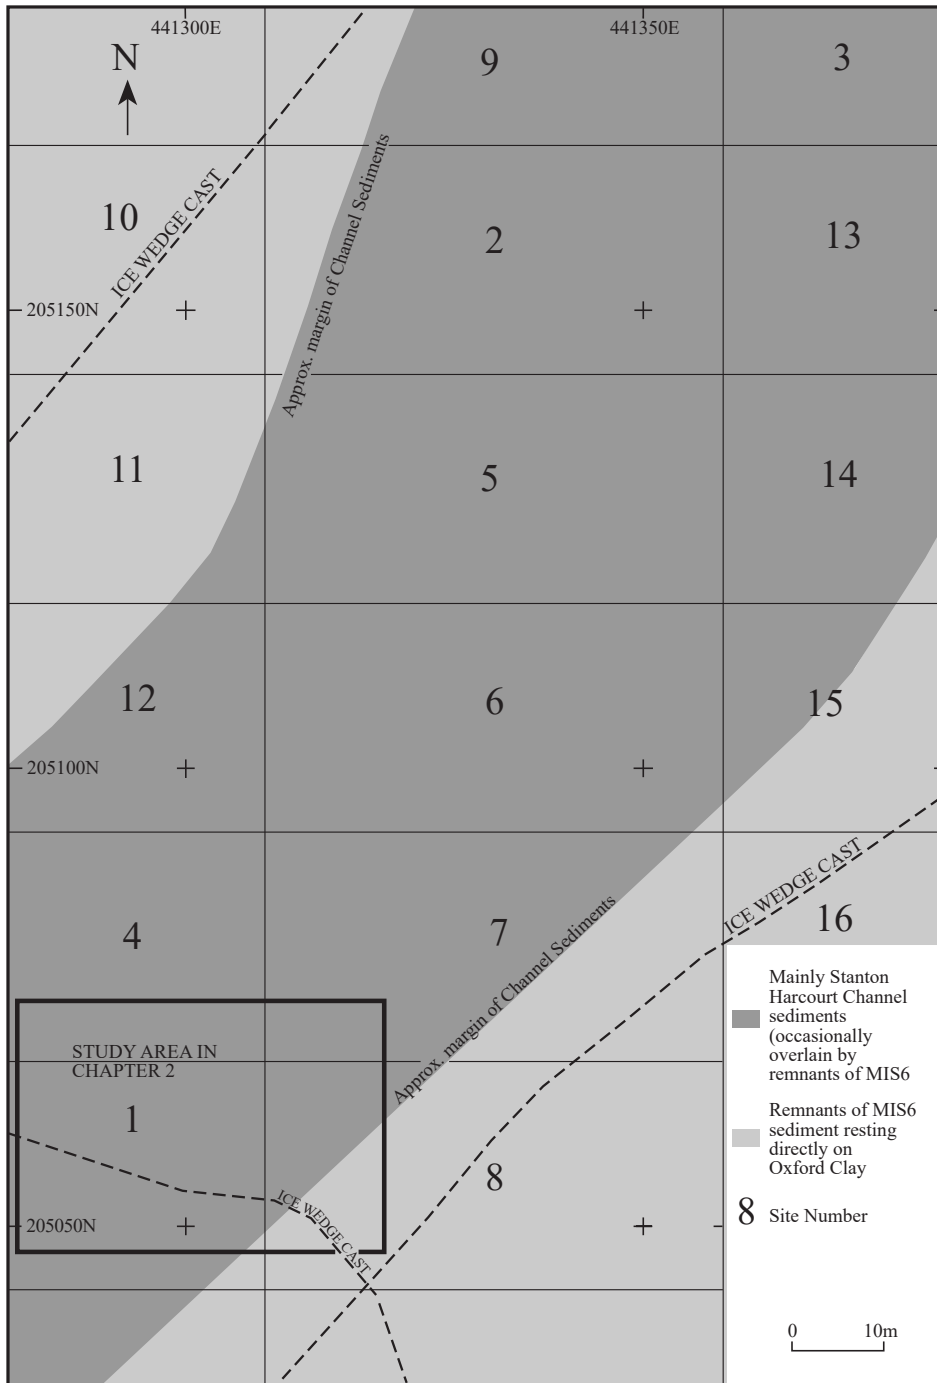 441300E
441350E
N
9
3
10
ICE WEDGE CAST
Approx. margin of Channel Sediments
2
13
205150N
11
5
14
12
6
15
205100N
ICE WEDGE CAST
4
7
16
Approx. margin of Channel Sediments
STUDY AREA IN
CHAPTER 2
1
8
ICE WEDGE CAST
205050N
Mainly Stanton
Harcourt Channel
sediments
(occasionally
overlain by
remnants of MIS6
Remnants of MIS6
sediment resting
directly on
Oxford Clay
8 Site Number
0 10m